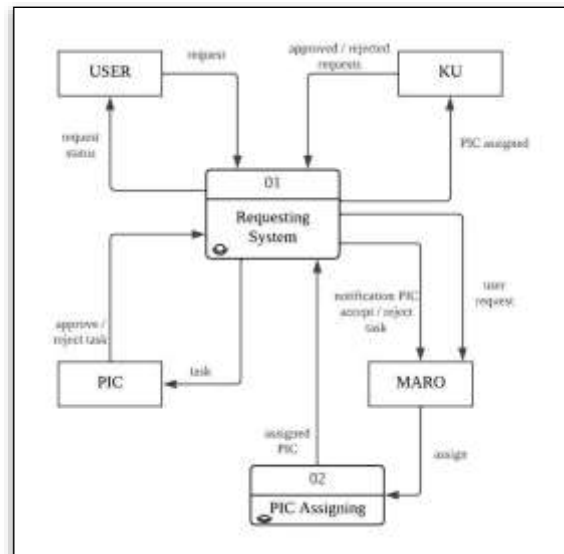 request
approved / rejected
requests
USER
KU
request
status
PIC assigned
01
Requesting
System
user
request
notification PIC
accept / reject
task
approve /
reject task
task
PIC
MARO
assigned
PIC
assign
02
PIC Assigning